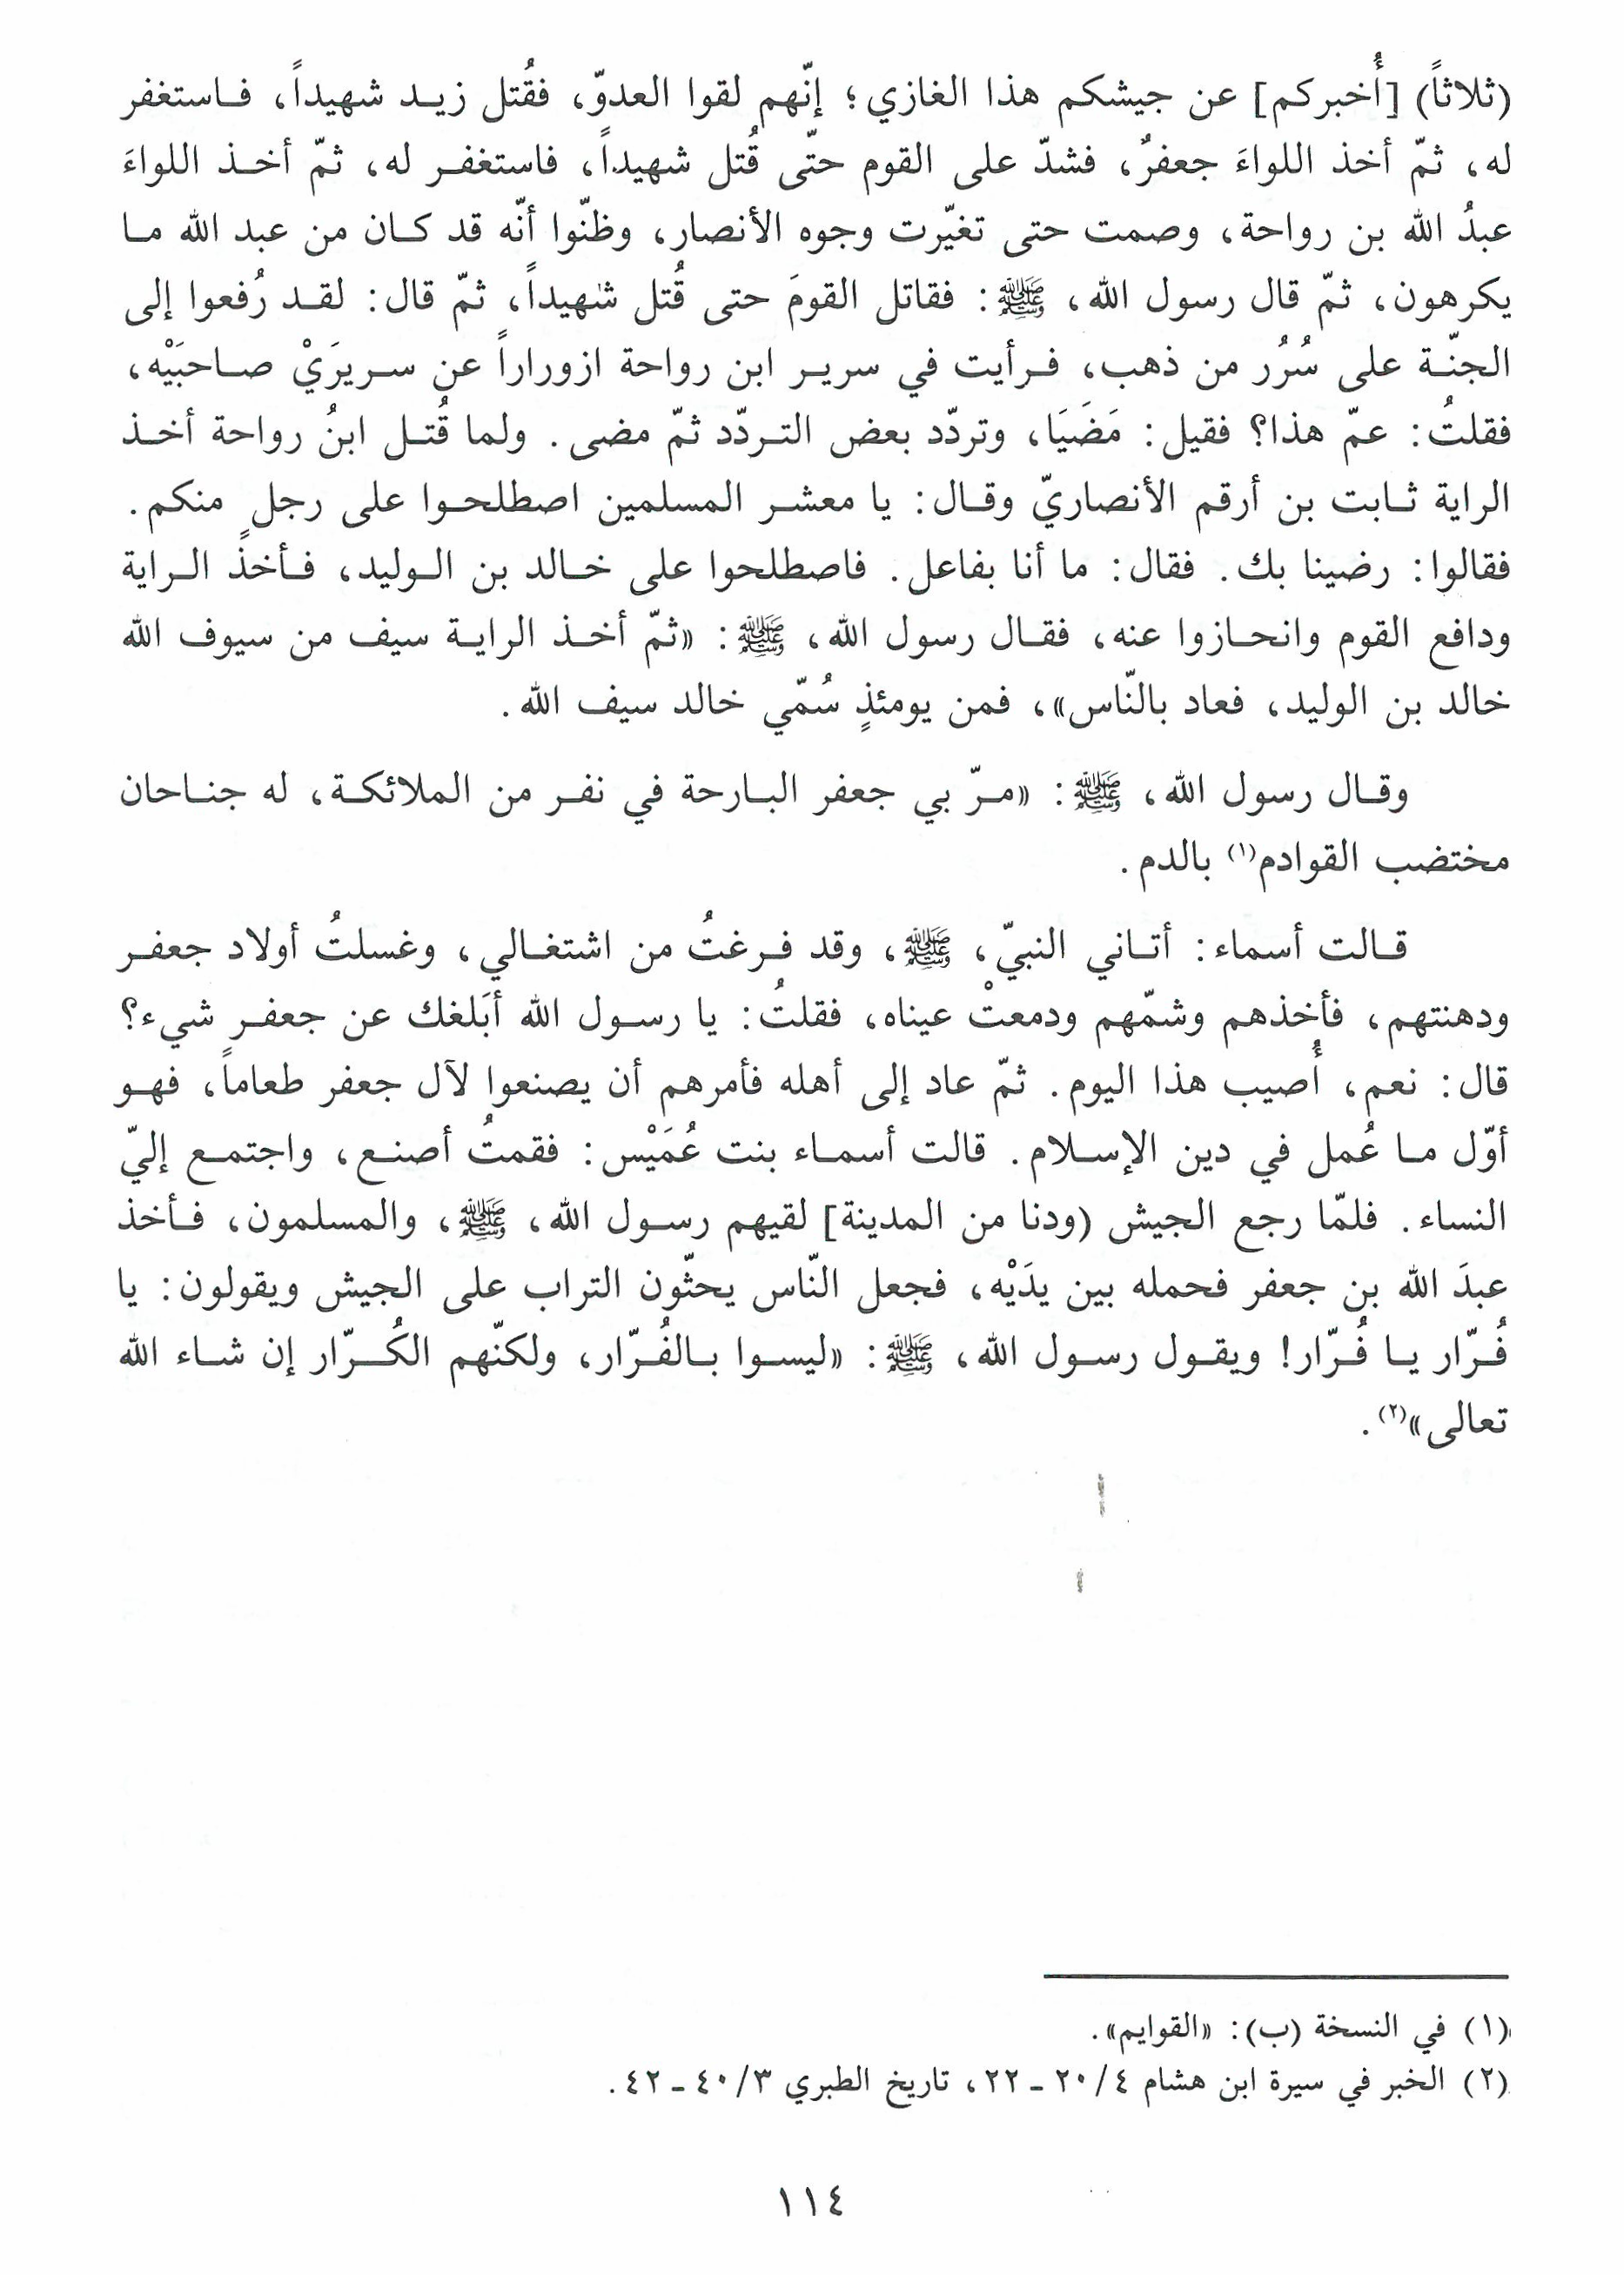 (ثلاثاً) [أُخبركم] عن جيشكم هذا الغازي؛ إنّهم لقوا العدوّ، فقُتل زيد شهيداً، فاستغفر
له، ثمّ أخذ اللواءَ جعفرٌ، فشدّ على القوم حتّى قُتل شهيداً، فاستغفر له، ثمّ أخذ اللواءَ
عبدُ الله بن رواحة، وصمت حتى تغيّرت وجوه الأنصار، وظنّوا أنّه قد كان من عبد الله ما
يكرهون، ثمّ قال رسول الله، ﷺ: فقاتل القومَ حتى قُتل شهيداً، ثمّ قال: لقد رُفعوا إلى
الجنّة على سُرُر من ذهب، فرأيت في سرير ابن رواحة ازوراراً عن سريرَيْ صاحبَيْه،
فقلتُ: عمّ هذا؟ فقيل: مَضَيَا، وتردّد بعض التردّد ثمّ مضى. ولما قُتل ابنُ رواحة أخذ
الراية ثابت بن أرقم الأنصاريّ وقال: يا معشر المسلمين اصطلحوا على رجلٍ منكم.
فقالوا: رضينا بك. فقال: ما أنا بفاعل. فاصطلحوا على خالد بن الوليد، فأخذ الراية
ودافع القوم وانحازوا عنه، فقال رسول الله، ﷺ: «ثمّ أخذ الراية سيف من سيوف الله
خالد بن الوليد، فعاد بالنّاس»، فمن يومئذٍ سُمّي خالد سيف الله.
وقال رسول الله، ﷺ: «مرّ بي جعفر البارحة في نفر من الملائكة، له جناحان
مختضب القوادم(١) بالدم.
قالت أسماء: أتاني النبيّ، ﷺ، وقد فرغتُ من اشتغالي، وغسلتُ أولاد جعفر
ودهنتهم، فأخذهم وشمّهم ودمعتْ عيناه، فقلتُ: يا رسول الله أبَلغك عن جعفر شيء؟
قال: نعم، أُصيب هذا اليوم. ثمّ عاد إلى أهله فأمرهم أن يصنعوا لآل جعفر طعاماً، فهو
أوّل ما عُمل في دين الإسلام. قالت أسماء بنت عُمَيْس: فقمتُ أصنع، واجتمع إليّ
النساء. فلمّا رجع الجيش (ودنا من المدينة] لقيهم رسول الله، ﷺ، والمسلمون، فأخذ
عبدَ الله بن جعفر فحمله بين يدَيْه، فجعل النّاس يحثّون التراب على الجيش ويقولون: يا
فُرّار يا فُرّار! ويقول رسول الله، ﷺ: «ليسوا بالفُرّار، ولكنّهم الكُرّار إن شاء الله
تعالى»(٢).
(١) في النسخة (ب): «القوايم».
(٢) الخبر في سيرة ابن هشام ٤/٢٠ ـ ٢٢، تاريخ الطبري ٣/٤٠ ـ ٤٢.
١١٤